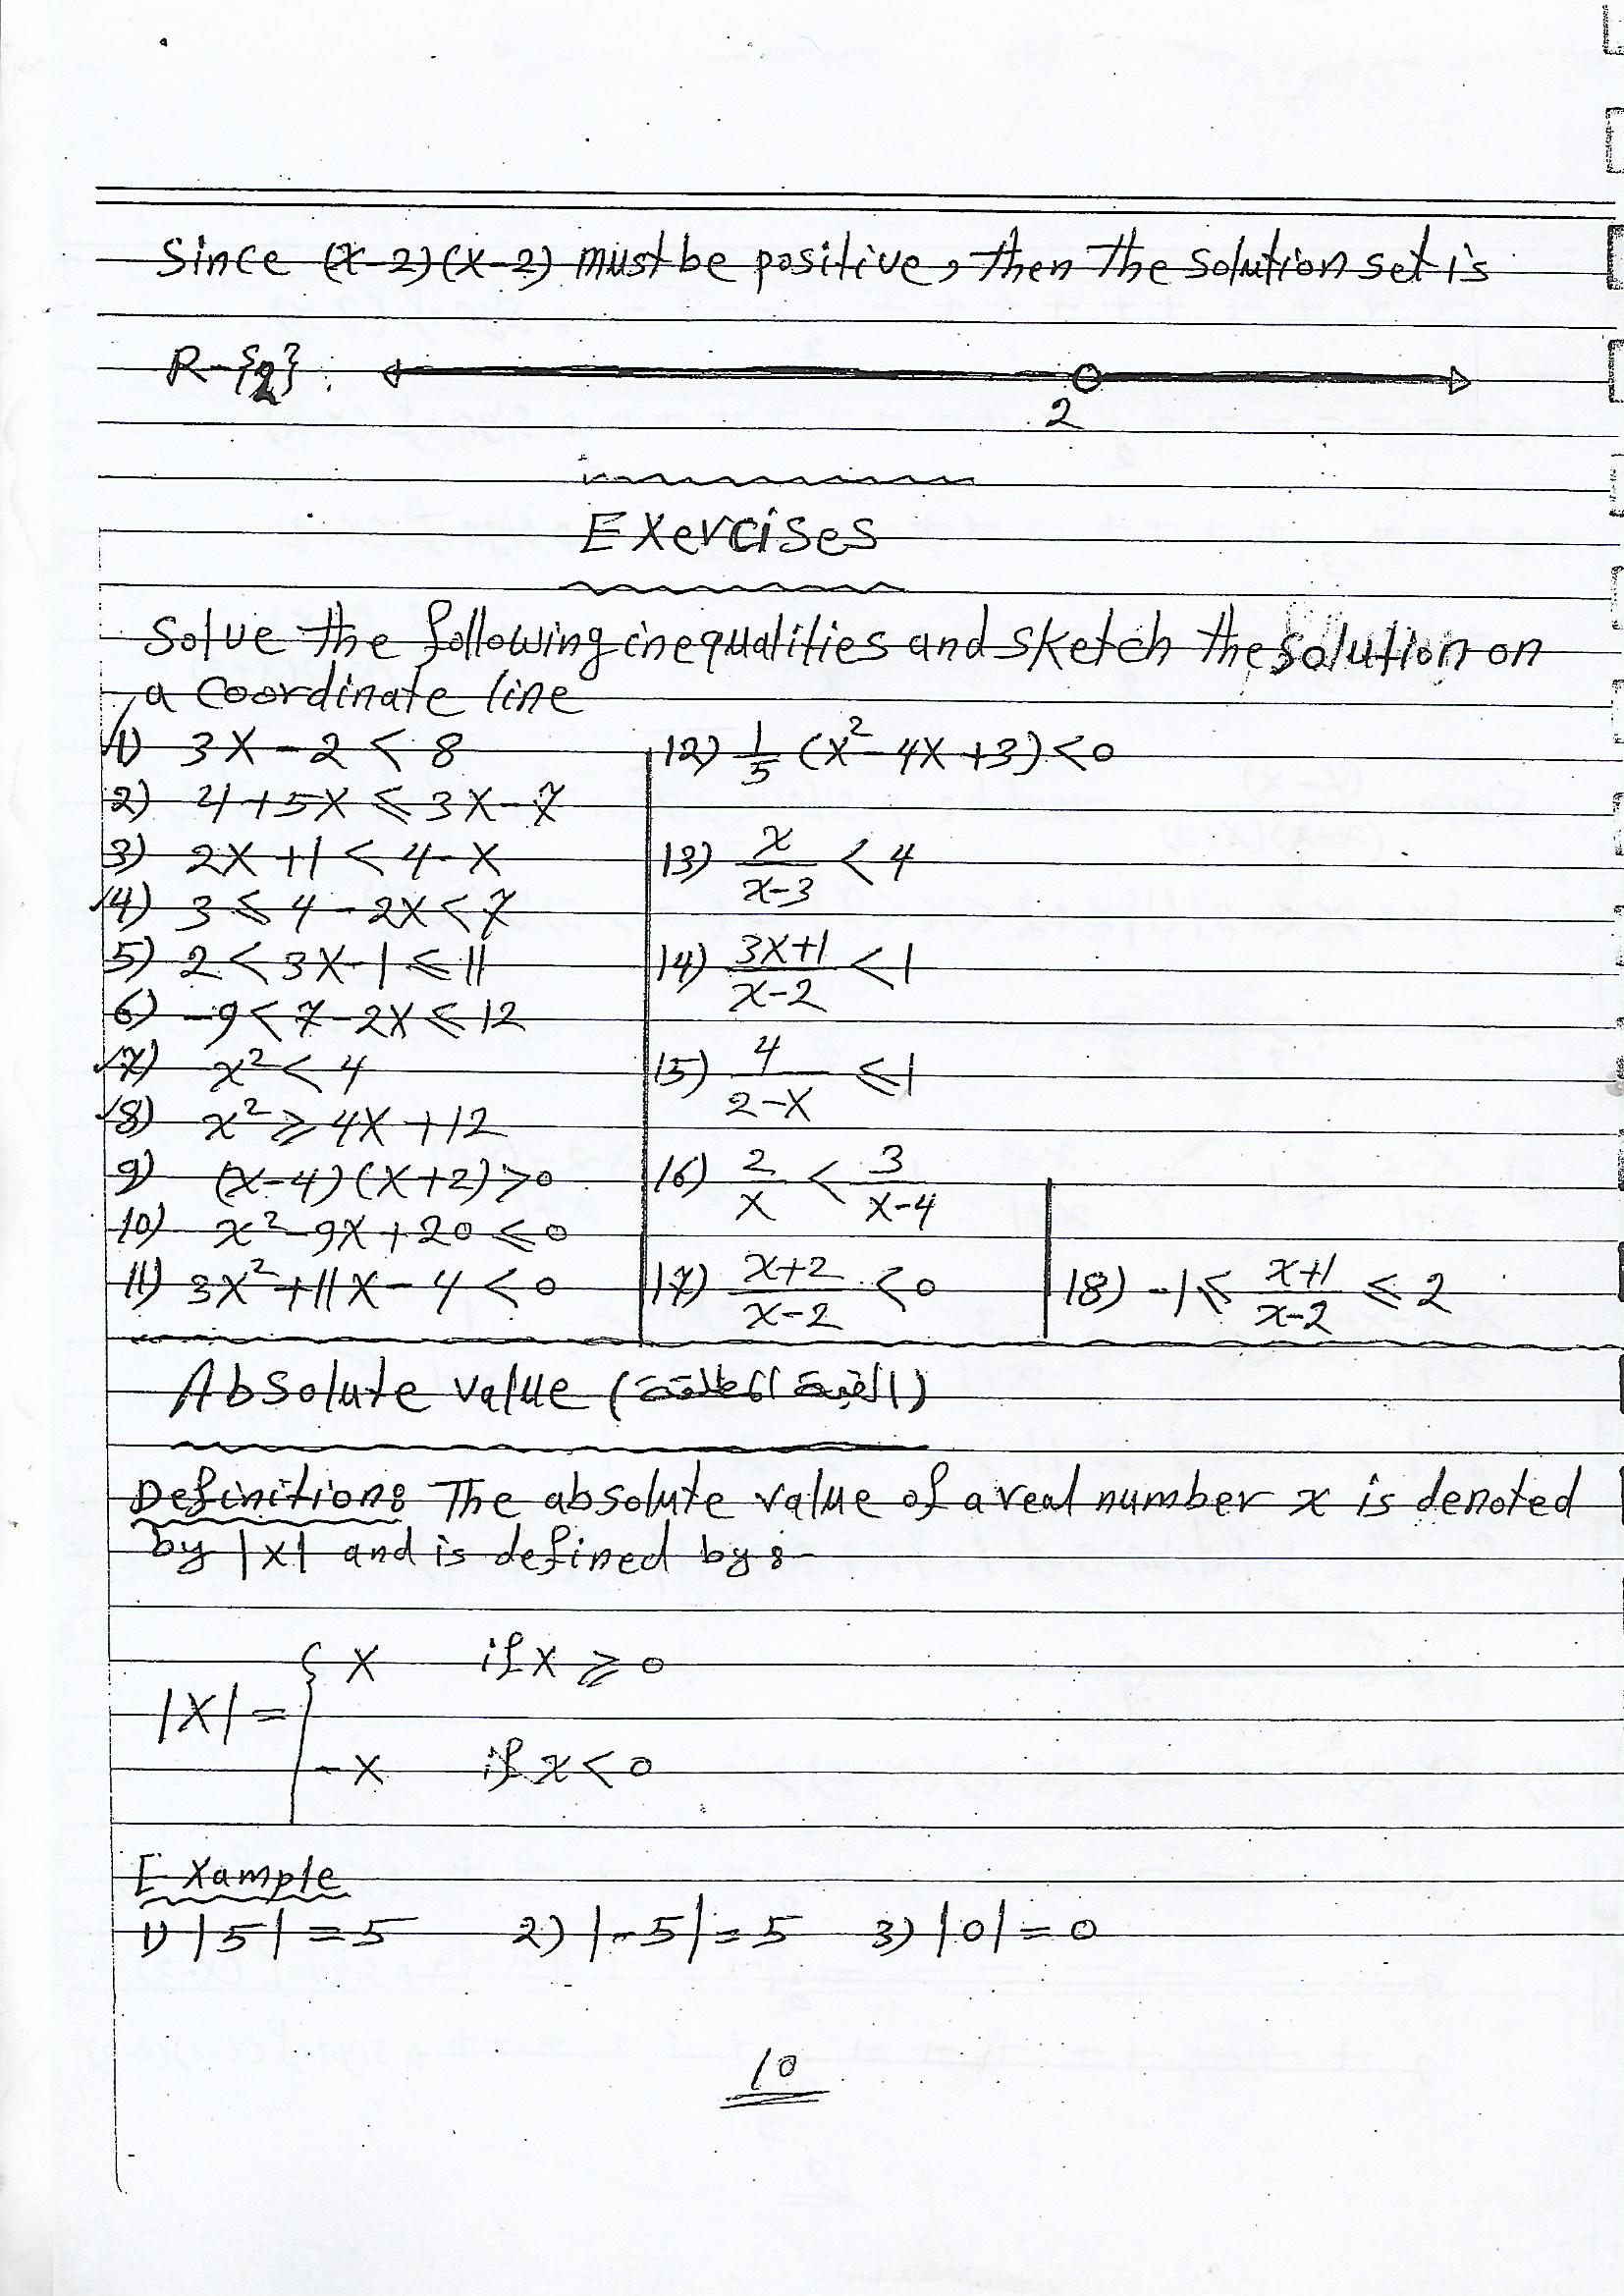 Since (x-2)(x-2) must be positive, then the solution set is
R-{2}:
2
Exercises
Solve the following inequalities and sketch the solution on
a coordinate line
1) 3x - 2 < 8
2) 4+5x ≤ 3x-7
3) 2x +1 < 4-x
4) 3 ≤ 4-2x < 7
5) 2 < 3x-1 ≤ 11
6) -9 < 7-2x ≤ 12
7) x² < 4
8) x² ≥ 4x+12
9) (x-4)(x+2) > 0
10) x²-9x+20 ≤ 0
11) 3x²+11x-4 < 0
12) 1/5 (x²-4x+3) < 0
13) x/(x-3) < 4
14) (3x+1)/(x-2) < 1
15) 4/(2-x) ≤ 1
16) 2/x < 3/(x-4)
17) (x+2)/(x-2) < 0
18) -1 ≤ (x+1)/(x-2) ≤ 2
Absolute value (القيمة المطلقة)
Definition: The absolute value of a real number x is denoted
by |x| and is defined by:-
x if x ≥ 0
|x| = {
-x if x < 0
Example
1) |5| = 5 2) |-5| = 5 3) |0| = 0
10